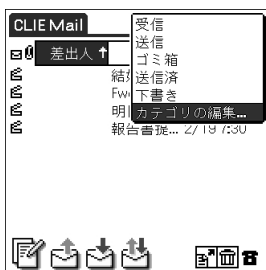 CLIE Mail
受信
送信
ゴミ箱
送信済
下書き
カテゴリの編集...
差出人
結
Fw
明
報告書提... 2/19 7:30